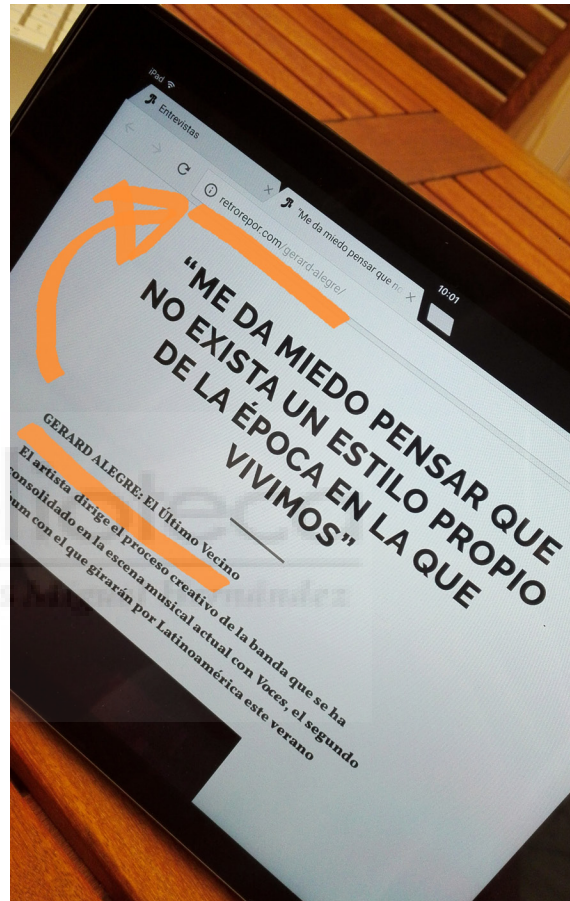 iPad
10:01
Entrevistas
"Me da miedo pensar que no
retrorepor.com/gerard-alegre/
“ME DA MIEDO PENSAR QUE
NO EXISTA UN ESTILO PROPIO
DE LA ÉPOCA EN LA QUE
VIVIMOS”
GERARD ALEGRE: El Último Vecino
El artista dirige el proceso creativo de la banda que se ha
consolidado en la escena musical actual con Voces, el segundo
con el que girarán por Latinoamérica este verano